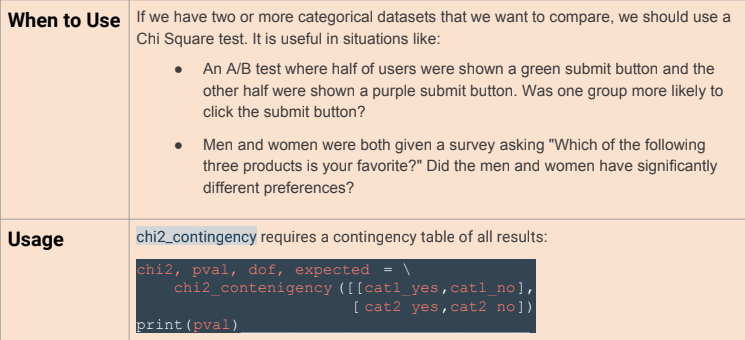 When to Use
If we have two or more categorical datasets that we want to compare, we should use a
Chi Square test. It is useful in situations like:
● An A/B test where half of users were shown a green submit button and the
other half were shown a purple submit button. Was one group more likely to
click the submit button?
● Men and women were both given a survey asking "Which of the following
three products is your favorite?" Did the men and women have significantly
different preferences?
Usage
chi2_contingency requires a contingency table of all results:
chi2, pval, dof, expected = \
chi2_contenigency([[cat1_yes,cat1_no],
[cat2 yes,cat2 no])
print(pval)